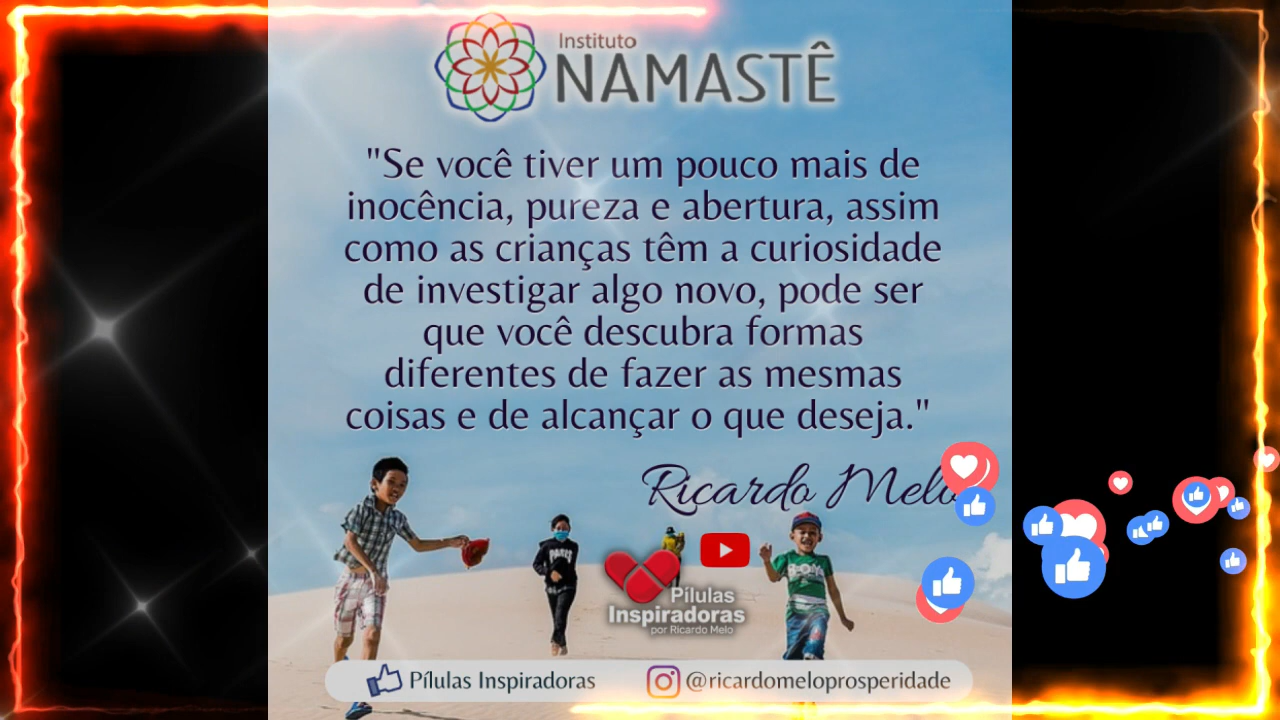 Instituto
NAMASTÊ
"Se você tiver um pouco mais de
inocência, pureza e abertura, assim
como as crianças têm a curiosidade
de investigar algo novo, pode ser
que você descubra formas
diferentes de fazer as mesmas
coisas e de alcançar o que deseja."
Ricardo Melo
PARIS
Pílulas
Inspiradoras
por Ricardo Melo
Pílulas Inspiradoras
@ricardomeloprosperidade